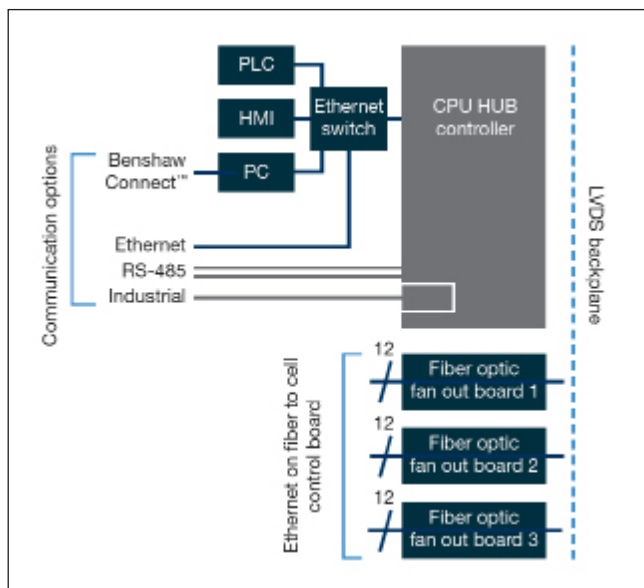 PLC
HMI
PC
Ethernet
switch
CPU HUB
controller
Benshaw
Connect™
Ethernet
RS-485
Industrial
Communication options
LVDS backplane
12
Fiber optic
fan out board 1
12
Fiber optic
fan out board 2
12
Fiber optic
fan out board 3
Ethernet on fiber to cell
control board